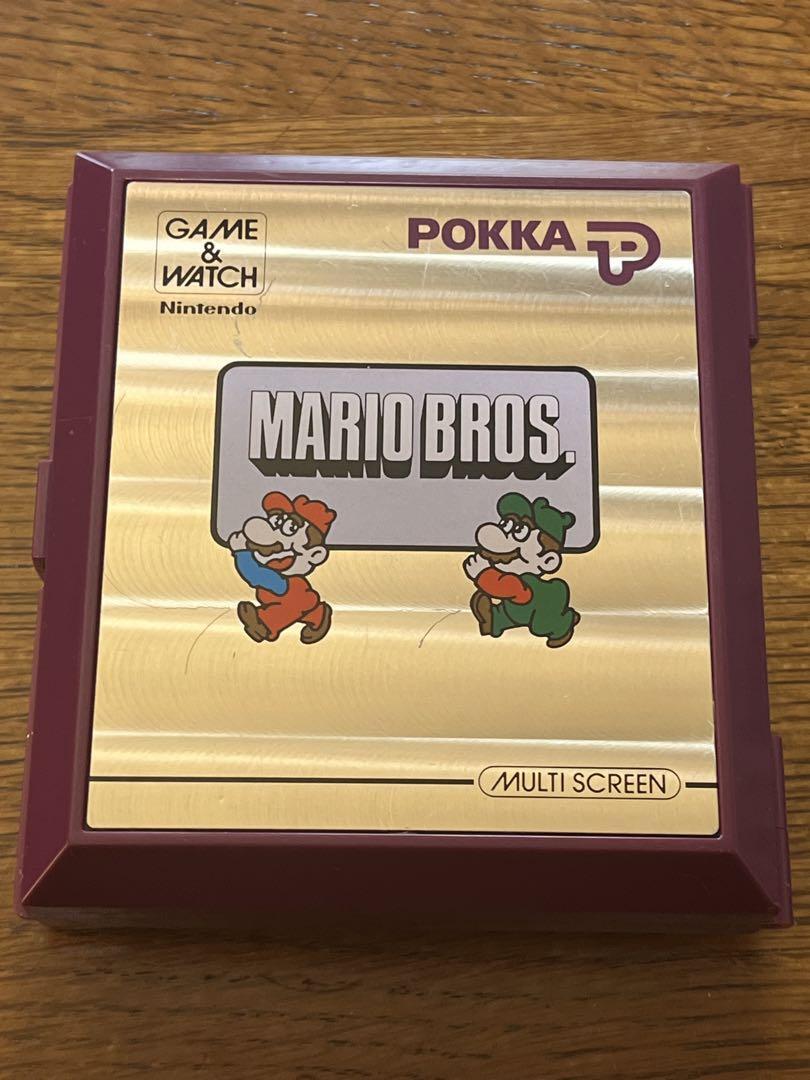 GAME
&
WATCH
Nintendo
POKKA
MARIO BROS.
MULTI SCREEN